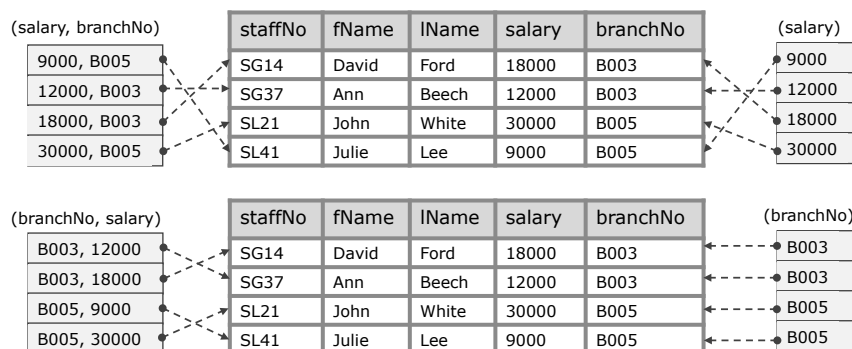 (salary, branchNo) staffNo fName lName salary branchNo (salary)
9000, B005 SG14 David Ford 18000 B003 9000
12000, B003 SG37 Ann Beech 12000 B003 12000
18000, B003 SL21 John White 30000 B005 18000
30000, B005 SL41 Julie Lee 9000 B005 30000
(branchNo, salary) staffNo fName lName salary branchNo (branchNo)
B003, 12000 SG14 David Ford 18000 B003 B003
B003, 18000 SG37 Ann Beech 12000 B003 B003
B005, 9000 SL21 John White 30000 B005 B005
B005, 30000 SL41 Julie Lee 9000 B005 B005